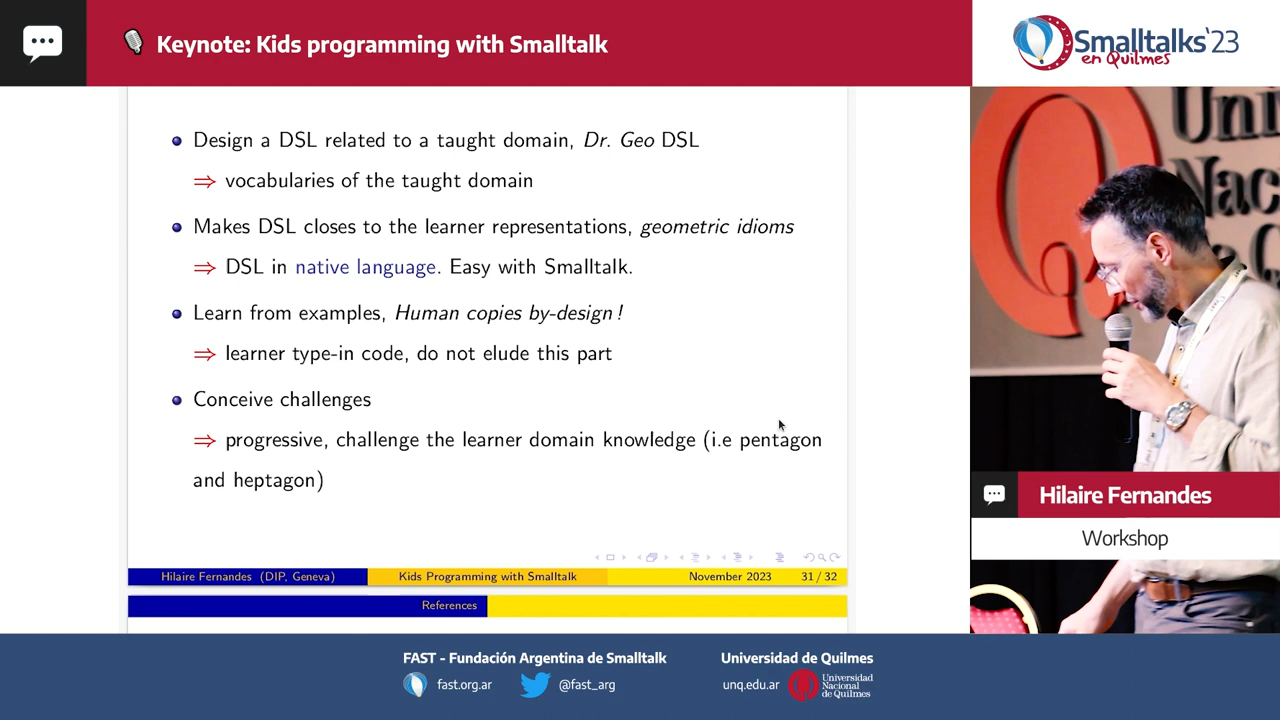 Keynote: Kids programming with Smalltalk
Smalltalks'23
en Quilmes
Design a DSL related to a taught domain, Dr. Geo DSL
⇒ vocabularies of the taught domain
Makes DSL closes to the learner representations, geometric idioms
⇒ DSL in native language. Easy with Smalltalk.
Learn from examples, Human copies by-design !
⇒ learner type-in code, do not elude this part
Conceive challenges
⇒ progressive, challenge the learner domain knowledge (i.e pentagon
and heptagon)
Hilaire Fernandes (DIP, Geneva)
Kids Programming with Smalltalk
November 2023
31 / 32
References
Uni
Nac
Hilaire Fernandes
Workshop
FAST - Fundación Argentina de Smalltalk
fast.org.ar
@fast_arg
Universidad de Quilmes
unq.edu.ar
Universidad
Nacional
de Quilmes